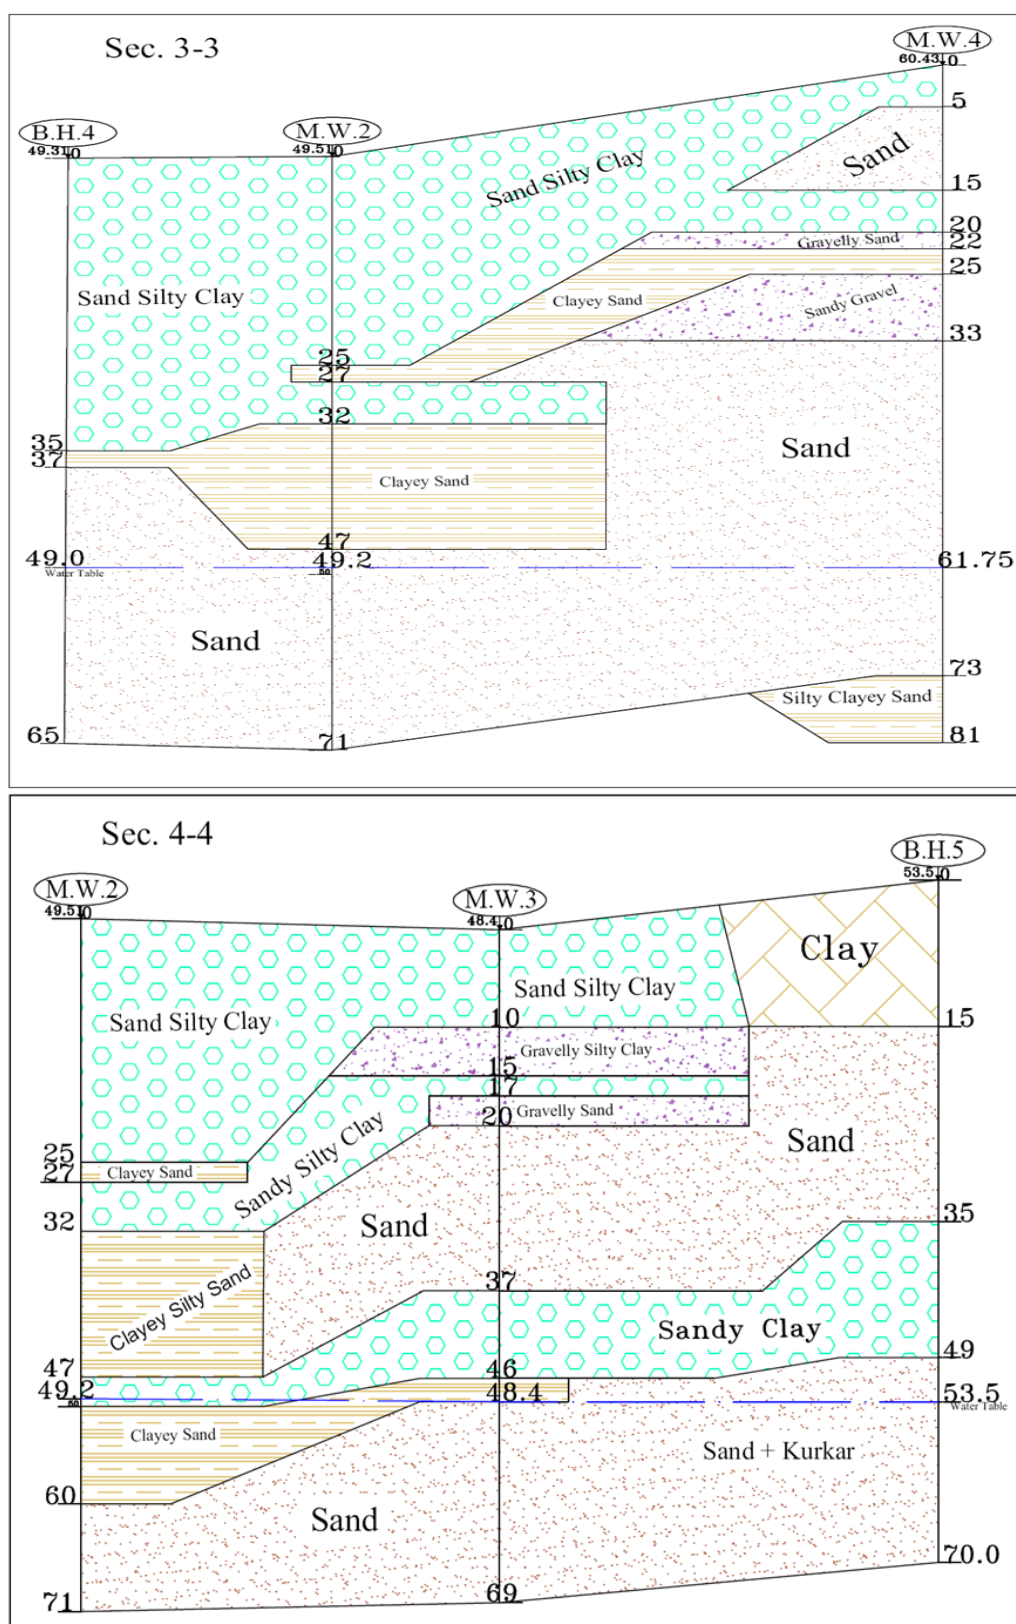 Sec. 3-3
M.W.4
60.43 0
B.H.4
M.W.2
49.31 0
49.51 0
5
Sand
15
Sand Silty Clay
20
Gravelly Sand
22
25
Sand Silty Clay
Clayey Sand
Sandy Gravel
33
25
27
32
35
37
Sand
Clayey Sand
47
49.0
49.2
61.75
Water Table
50
Sand
73
Silty Clayey Sand
65
71
81
Sec. 4-4
B.H.5
53.5 0
M.W.2
M.W.3
49.51 0
48.4 0
Clay
Sand Silty Clay
Sand Silty Clay
10
15
Gravelly Silty Clay
15
17
20
Gravelly Sand
Sand
25
27
Clayey Sand
Sandy Silty Clay
32
Sand
35
37
Clayey Silty Sand
Sandy Clay
49
47
46
49.2
48.4
53.5
50
Water Table
Clayey Sand
Sand + Kurkar
60
Sand
70.0
71
69